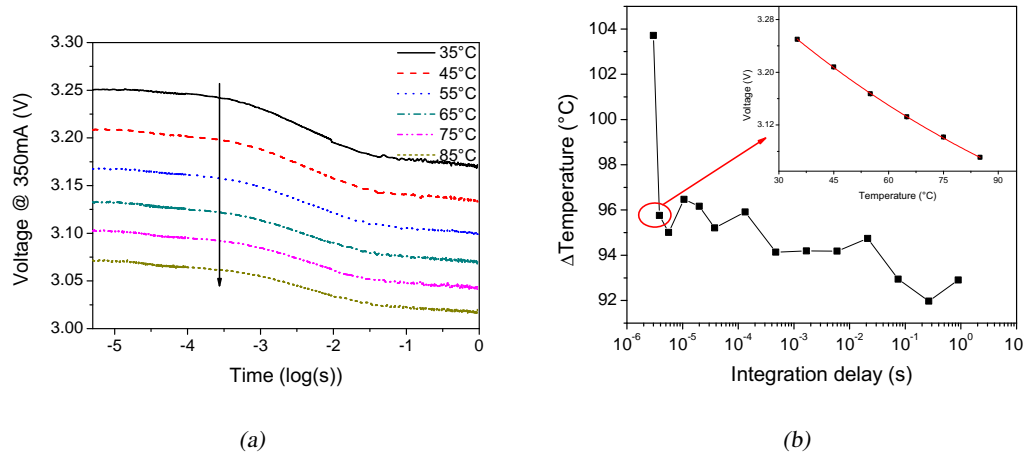 3.30
3.25
3.20
3.15
3.10
3.05
3.00
Voltage @ 350mA (V)
35°C
45°C
55°C
65°C
75°C
85°C
-5 -4 -3 -2 -1 0
Time (log(s))
(a)
104
102
100
98
96
94
92
ΔTemperature (°C)
3.28
3.20
3.12
Voltage (V)
30 45 60 75 90
Temperature (°C)
10-6 10-5 10-4 10-3 10-2 10-1 100 10
Integration delay (s)
(b)